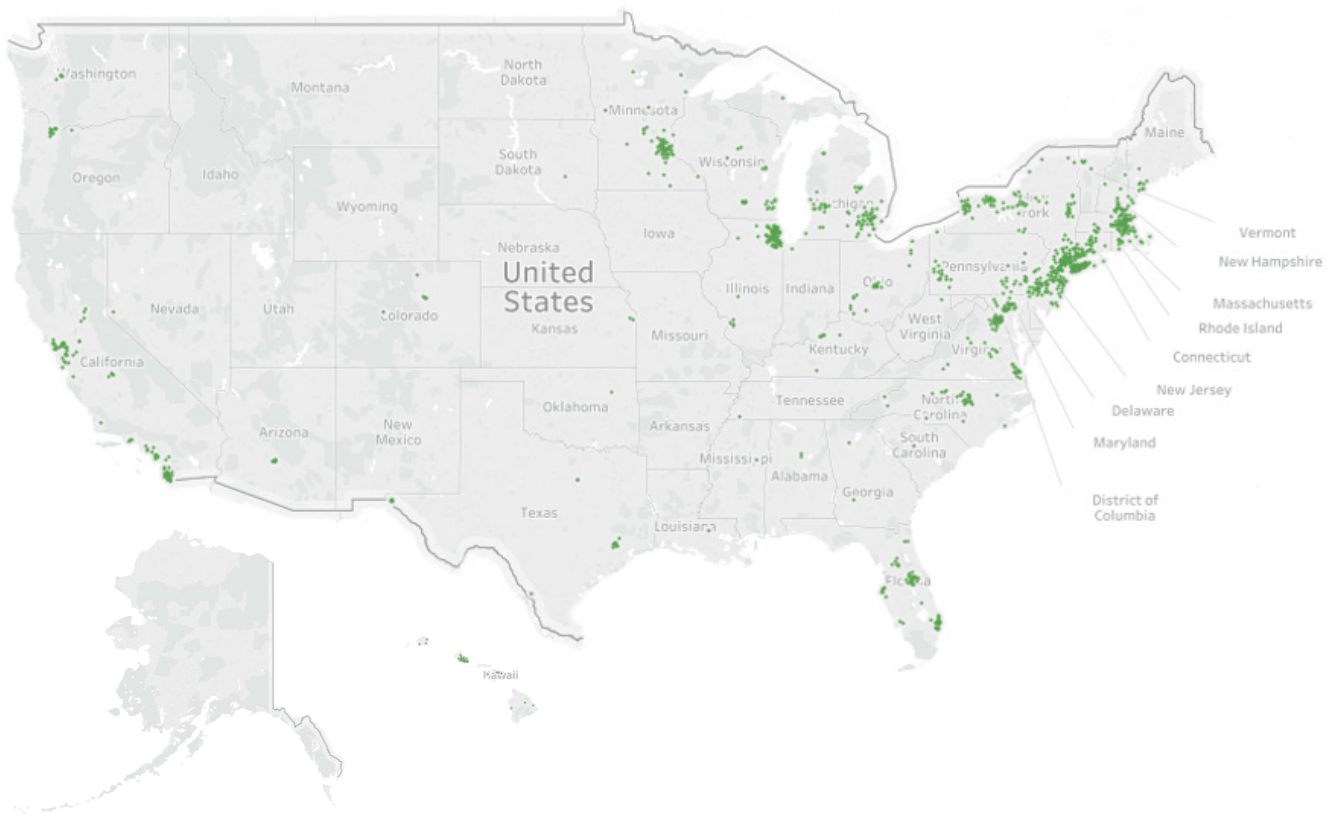 Washington
Montana
North
Dakota
Minnesota
Maine
Oregon
Idaho
South
Dakota
Wisconsin
Michigan
Wyoming
New
York
Iowa
Nebraska
United
States
Vermont
New Hampshire
Massachusetts
Rhode Island
Connecticut
New Jersey
Delaware
Maryland
District of
Columbia
Nevada
Utah
Colorado
Kansas
Missouri
Illinois
Indiana
Ohio
Pennsylvania
West
Virginia
Virginia
Kentucky
California
Arizona
New
Mexico
Oklahoma
Arkansas
Tennessee
North
Carolina
South
Carolina
Mississippi
Alabama
Georgia
Texas
Louisiana
Florida
Hawaii